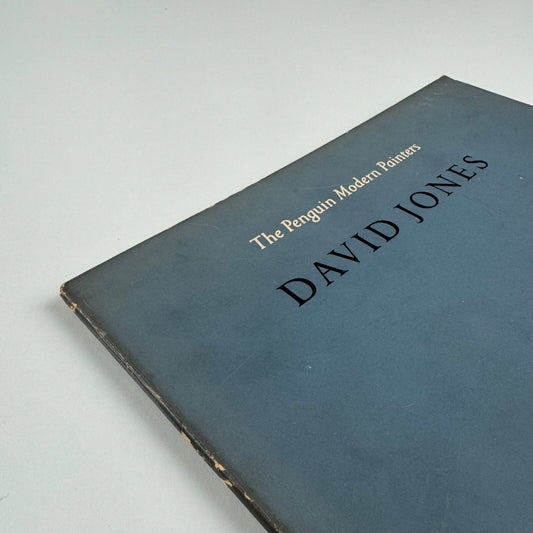 The Penguin Modern Painters
DAVID JONES